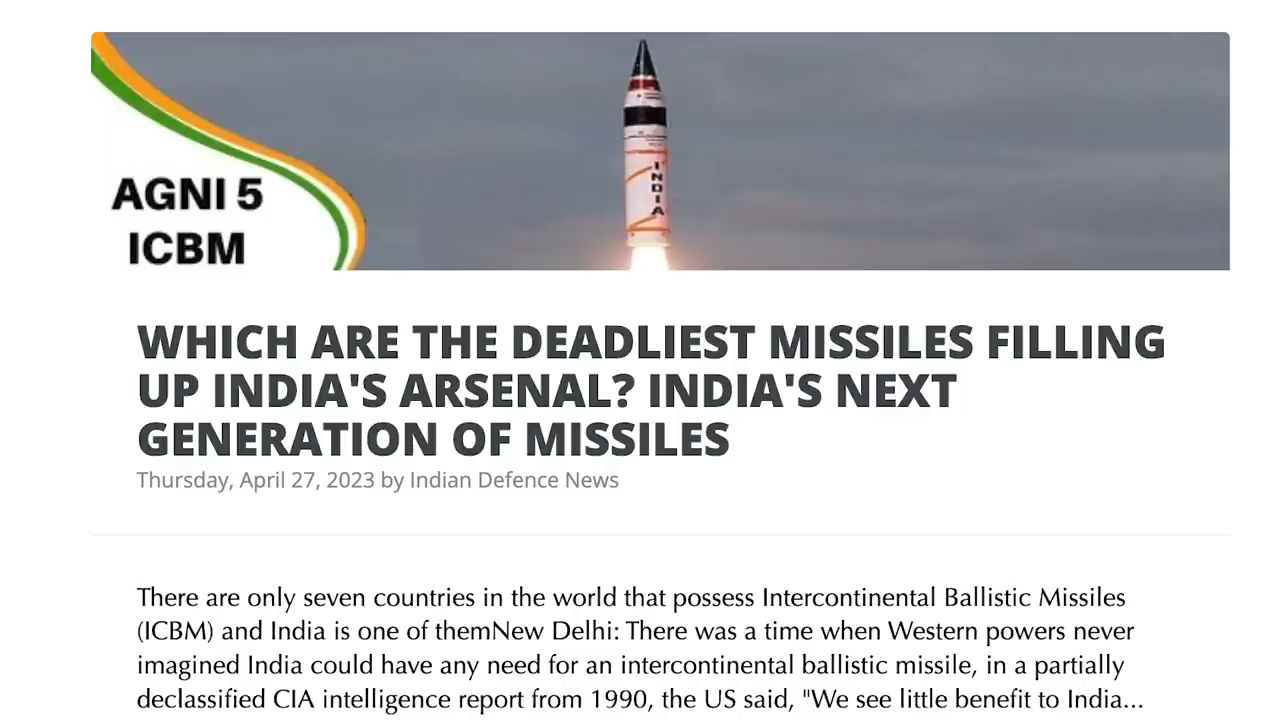 AGNI 5
ICBM
INDIA
WHICH ARE THE DEADLIEST MISSILES FILLING
UP INDIA'S ARSENAL? INDIA'S NEXT
GENERATION OF MISSILES
Thursday, April 27, 2023 by Indian Defence News
There are only seven countries in the world that possess Intercontinental Ballistic Missiles
(ICBM) and India is one of themNew Delhi: There was a time when Western powers never
imagined India could have any need for an intercontinental ballistic missile, in a partially
declassified CIA intelligence report from 1990, the US said, "We see little benefit to India...